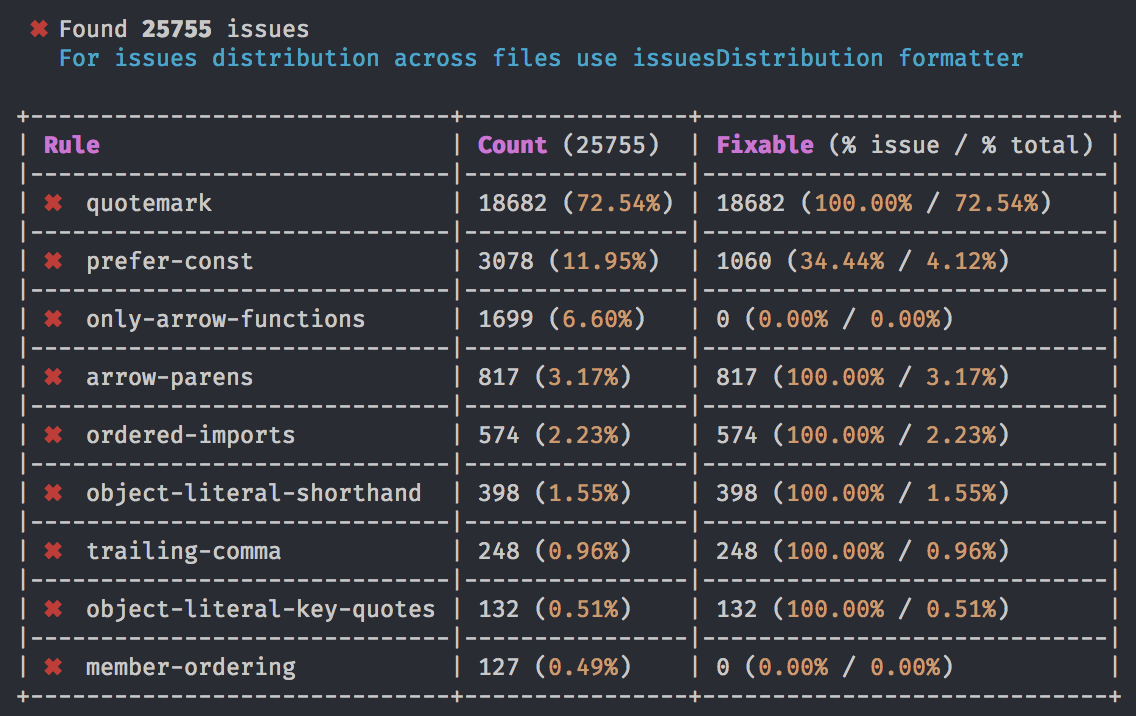 ✖ Found 25755 issues
For issues distribution across files use issuesDistribution formatter
+------------------------------+----------------+-----------------------------+
| Rule | Count (25755) | Fixable (% issue / % total) |
|------------------------------|----------------|-----------------------------|
| ✖ quotemark | 18682 (72.54%) | 18682 (100.00% / 72.54%) |
|------------------------------|----------------|-----------------------------|
| ✖ prefer-const | 3078 (11.95%) | 1060 (34.44% / 4.12%) |
|------------------------------|----------------|-----------------------------|
| ✖ only-arrow-functions | 1699 (6.60%) | 0 (0.00% / 0.00%) |
|------------------------------|----------------|-----------------------------|
| ✖ arrow-parens | 817 (3.17%) | 817 (100.00% / 3.17%) |
|------------------------------|----------------|-----------------------------|
| ✖ ordered-imports | 574 (2.23%) | 574 (100.00% / 2.23%) |
|------------------------------|----------------|-----------------------------|
| ✖ object-literal-shorthand | 398 (1.55%) | 398 (100.00% / 1.55%) |
|------------------------------|----------------|-----------------------------|
| ✖ trailing-comma | 248 (0.96%) | 248 (100.00% / 0.96%) |
|------------------------------|----------------|-----------------------------|
| ✖ object-literal-key-quotes | 132 (0.51%) | 132 (100.00% / 0.51%) |
|------------------------------|----------------|-----------------------------|
| ✖ member-ordering | 127 (0.49%) | 0 (0.00% / 0.00%) |
+------------------------------+----------------+-----------------------------+